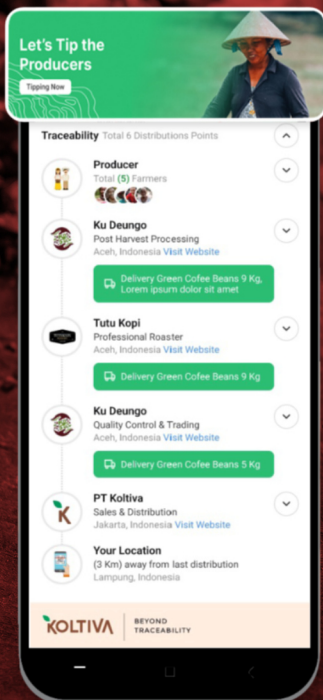 Let's Tip the
Producers
Tipping Now
Traceability Total 6 Distributions Points
Producer
Total (5) Farmers
Ku Deungo
Post Harvest Processing
Aceh, Indonesia Visit Website
Delivery Green Cofee Beans 9 Kg,
Lorem ipsum dolor sit amet
Tutu Kopi
Professional Roaster
Aceh, Indonesia Visit Website
Delivery Green Cofee Beans 9 Kg
Ku Deungo
Quality Control & Trading
Aceh, Indonesia Visit Website
Delivery Green Cofee Beans 5 Kg
PT Koltiva
Sales & Distribution
Jakarta, Indonesia Visit Website
Your Location
(3 Km) away from last distribution
Lampung, Indonesia
KOLTIVA
BEYOND
TRACEABILITY